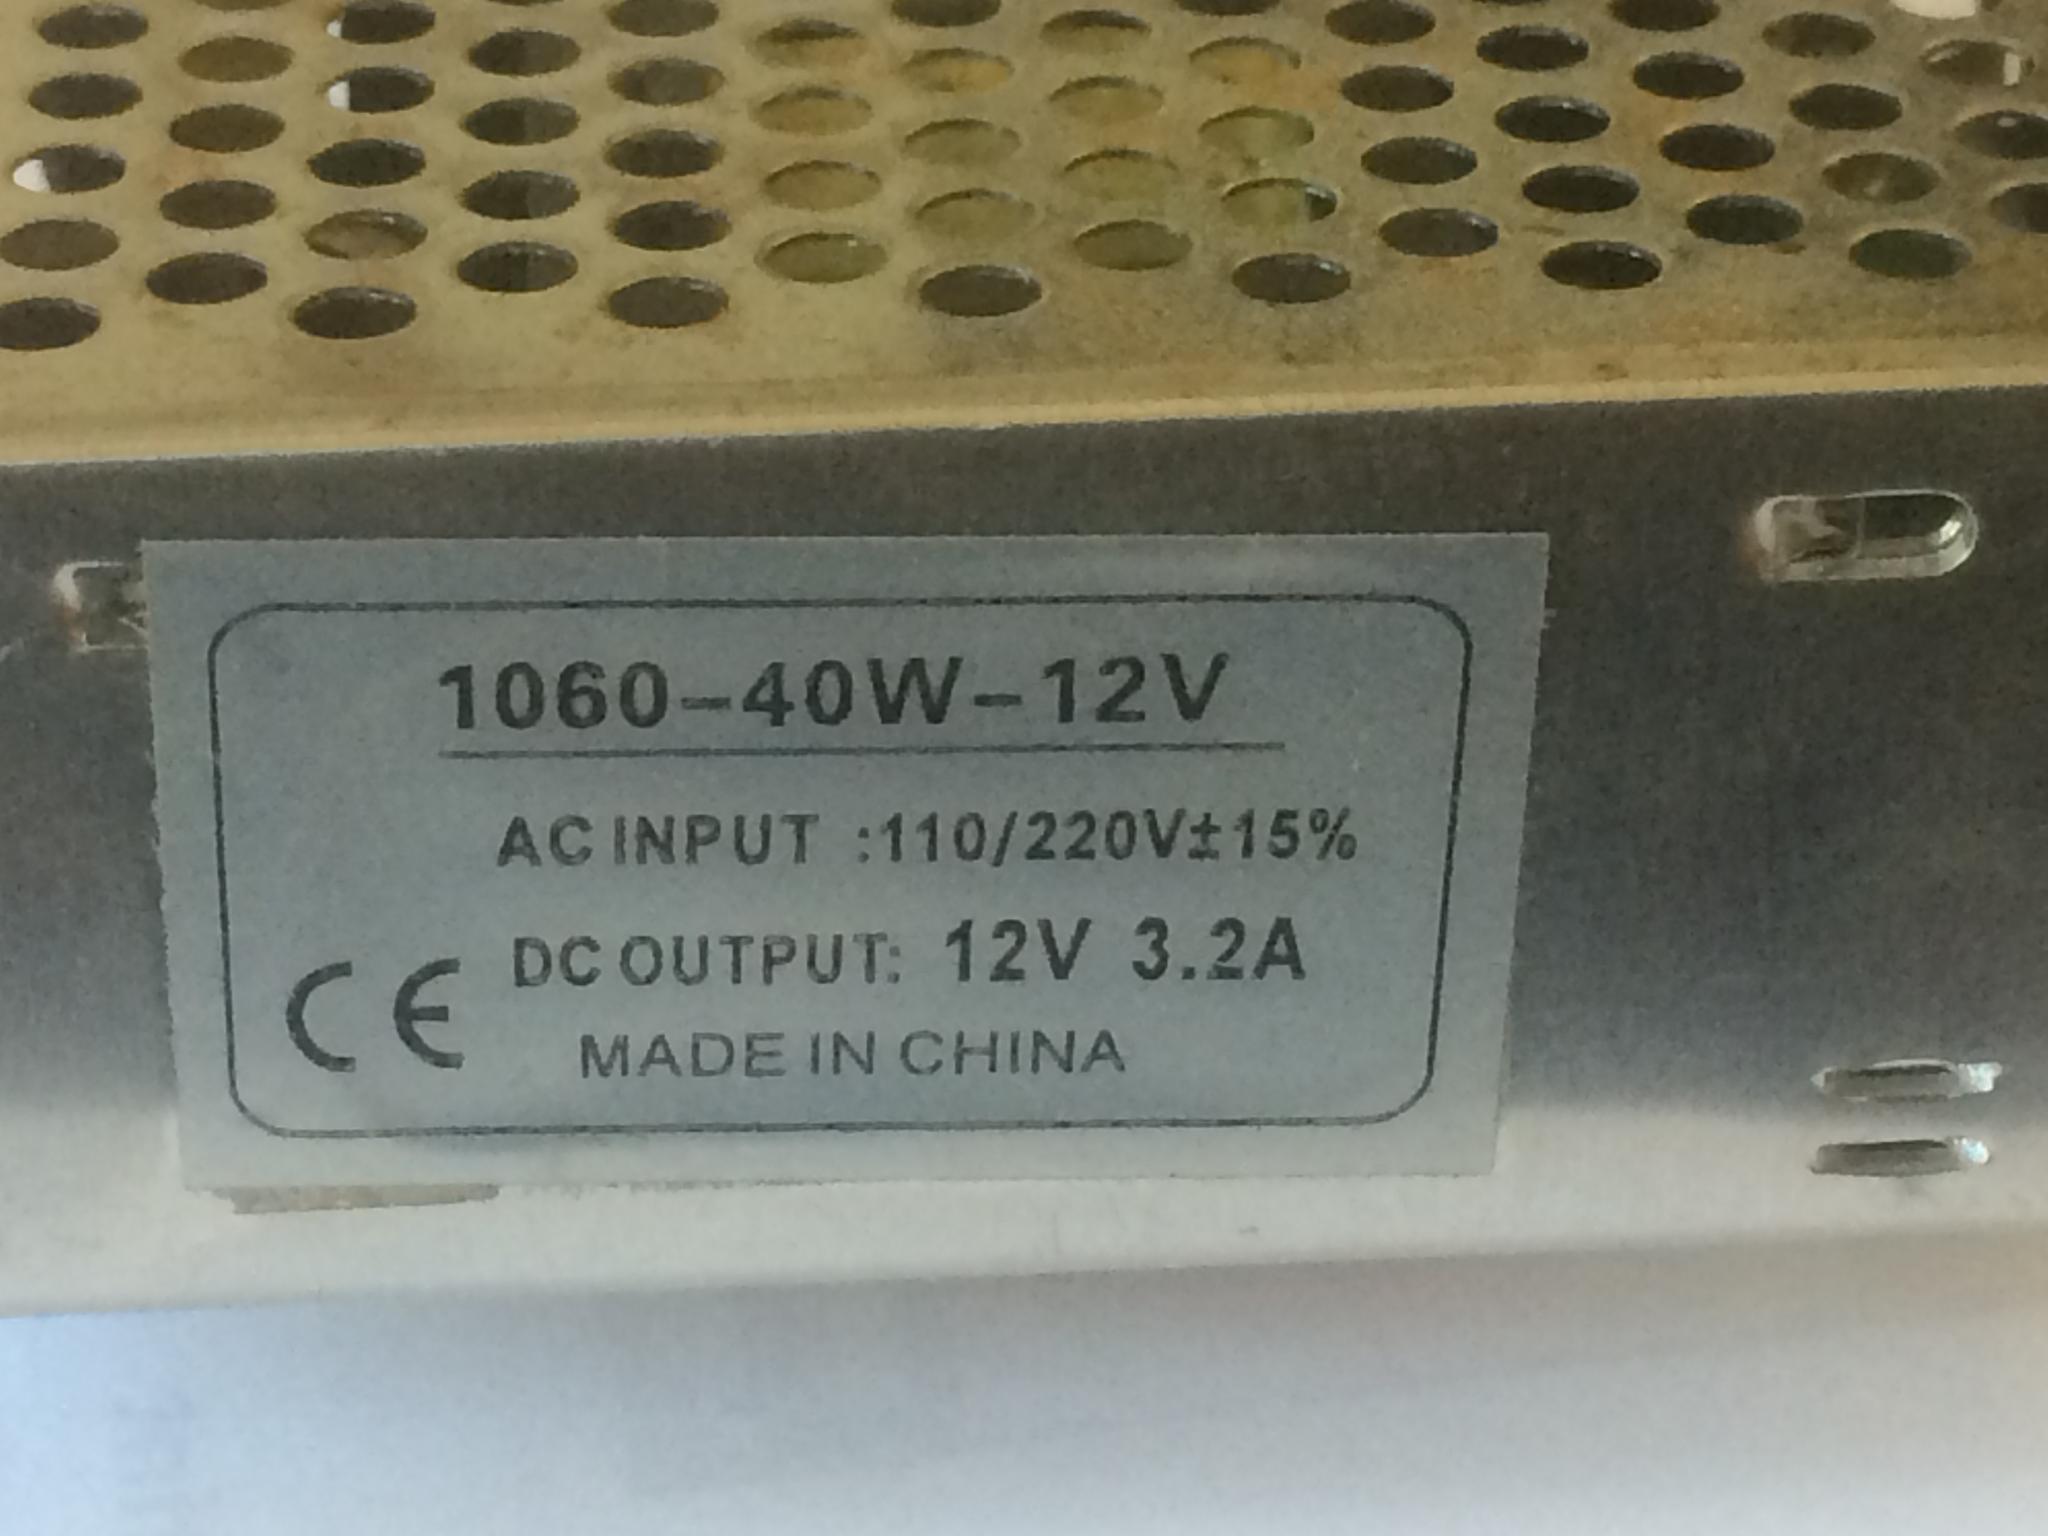 1060-40W-12V
AC INPUT :110/220V±15%
DC OUTPUT: 12V 3.2A
CE
MADE IN CHINA